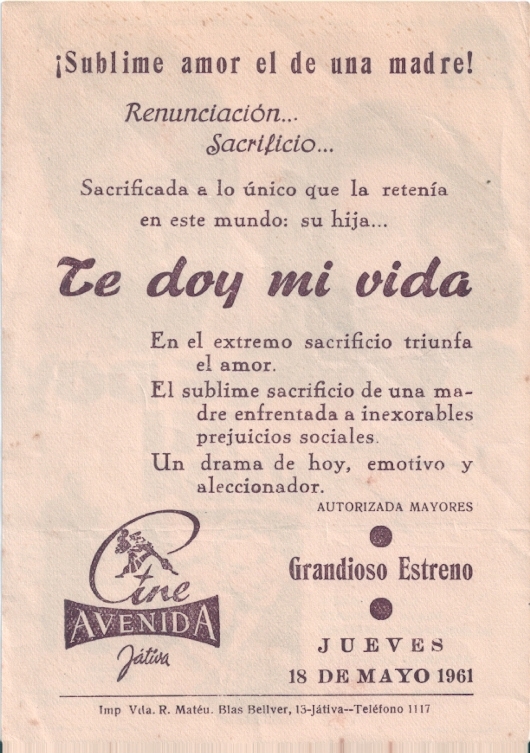 ¡Sublime amor el de una madre!
Renunciación...
Sacrificio...
Sacrificada a lo único que la retenía
en este mundo: su hija...
Te doy mi vida
En el extremo sacrificio triunfa
el amor.
El sublime sacrificio de una ma-
dre enfrentada a inexorables
prejuicios sociales.
Un drama de hoy, emotivo y
aleccionador.
AUTORIZADA MAYORES
Cine
AVENIDA
Játiva
Grandioso Estreno
JUEVES
18 DE MAYO 1961
Imp Vda. R. Matéu. Blas Bellver, 13-Játiva--Teléfono 1117